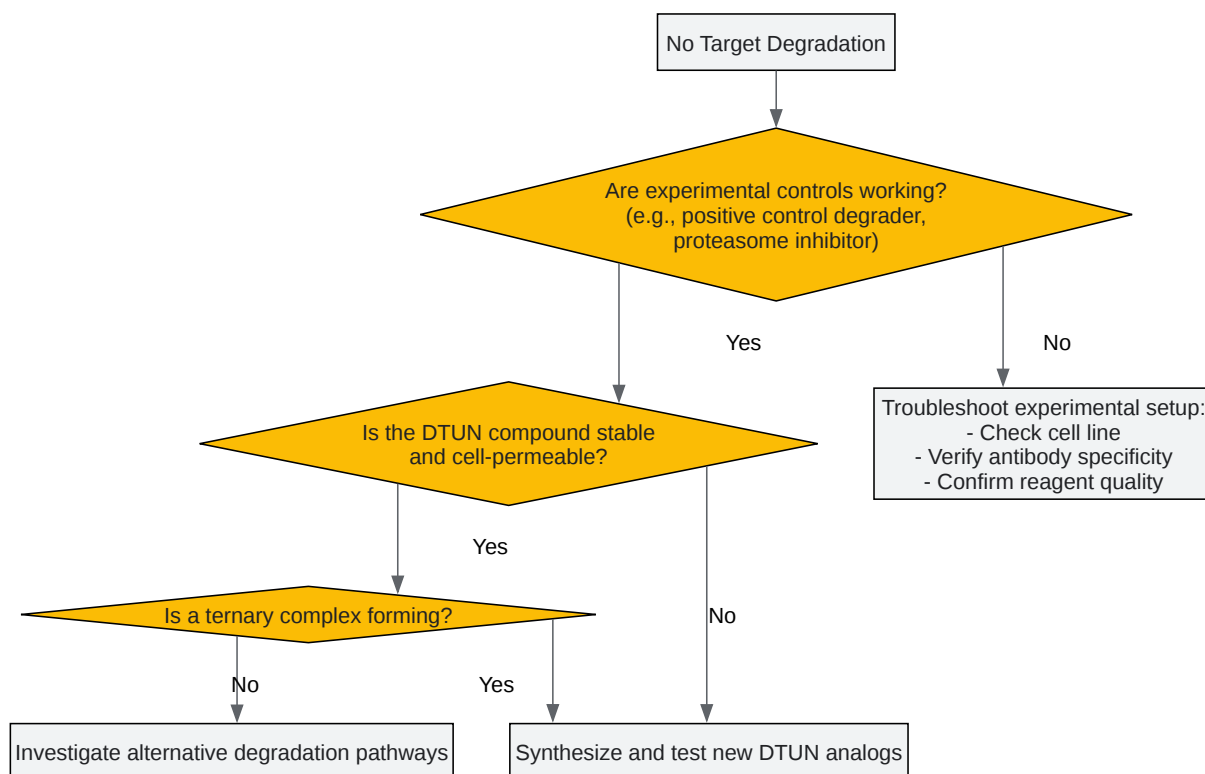 No Target Degradation
Are experimental controls working?
(e.g., positive control degrader,
proteasome inhibitor)
Yes
No
Troubleshoot experimental setup:
- Check cell line
- Verify antibody specificity
- Confirm reagent quality
Is the DTUN compound stable
and cell-permeable?
Yes
No
Is a ternary complex forming?
No
Yes
Investigate alternative degradation pathways
Synthesize and test new DTUN analogs